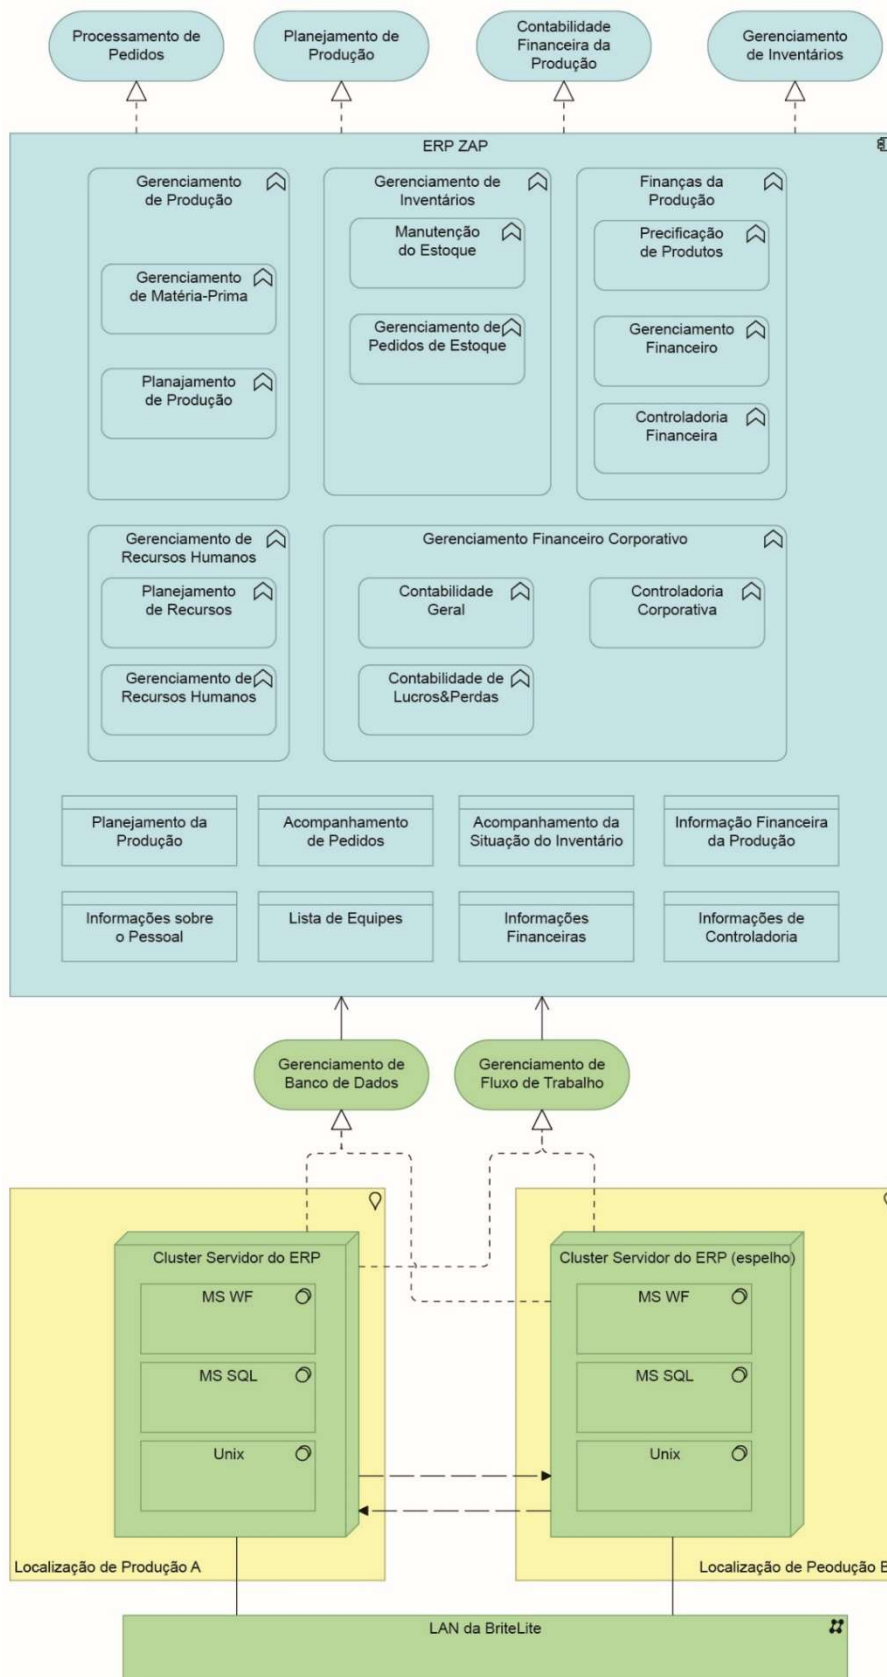 Processamento de
Pedidos
Planejamento de
Produção
Contabilidade
Financeira da
Produção
Gerenciamento
de Inventários
ERP ZAP
Gerenciamento
de Produção
Gerenciamento
de Matéria-Prima
Planajamento
de Produção
Gerenciamento de
Inventários
Manutenção
do Estoque
Gerenciamento de
Pedidos de Estoque
Finanças da
Produção
Precificação
de Produtos
Gerenciamento
Financeiro
Controladoria
Financeira
Gerenciamento de
Recursos Humanos
Planejamento
de Recursos
Gerenciamento de
Recursos Humanos
Gerenciamento Financeiro Corporativo
Contabilidade
Geral
Controladoria
Corporativa
Contabilidade de
Lucros&Perdas
Planejamento da
Produção
Acompanhamento
de Pedidos
Acompanhamento da
Situação do Inventário
Informação Financeira
da Produção
Informações sobre
o Pessoal
Lista de Equipes
Informações
Financeiras
Informações de
Controladoria
Gerenciamento de
Banco de Dados
Gerenciamento de
Fluxo de Trabalho
Cluster Servidor do ERP
MS WF
MS SQL
Unix
Localização de Produção A
Cluster Servidor do ERP (espelho)
MS WF
MS SQL
Unix
Localização de Peodução B
LAN da BriteLite